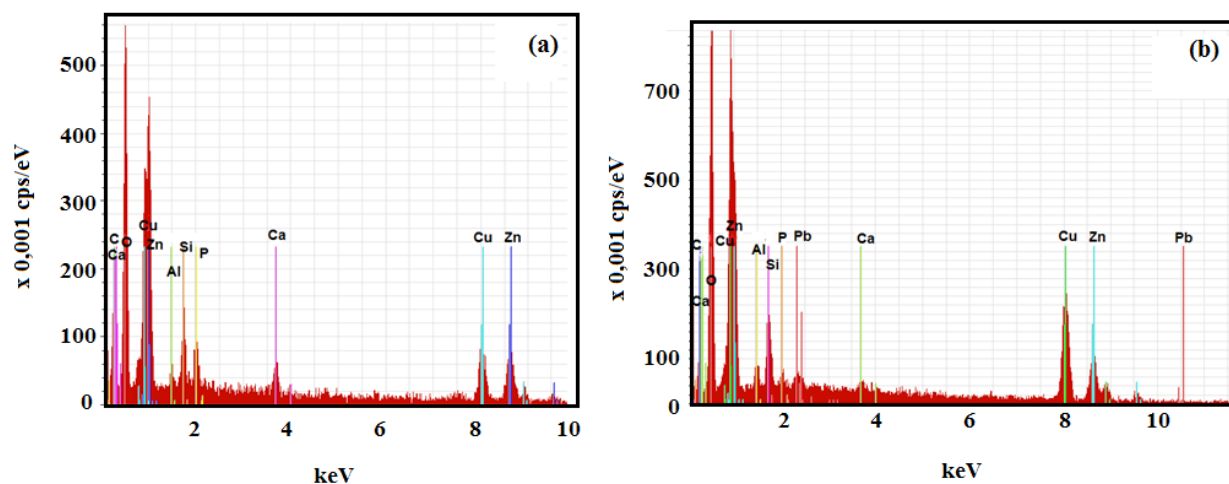 (a)
x 0,001 cps/eV
500
400
300
200
100
0
C
Ca
O
Cu
Zn
Al
Si
P
Ca
Cu
Zn
2 4 6 8 10
keV
(b)
x 0,001 cps/eV
700
500
300
100
0
C
Ca
O
Cu
Zn
Al
Si
P
Pb
Ca
Cu
Zn
Pb
2 4 6 8 10
keV